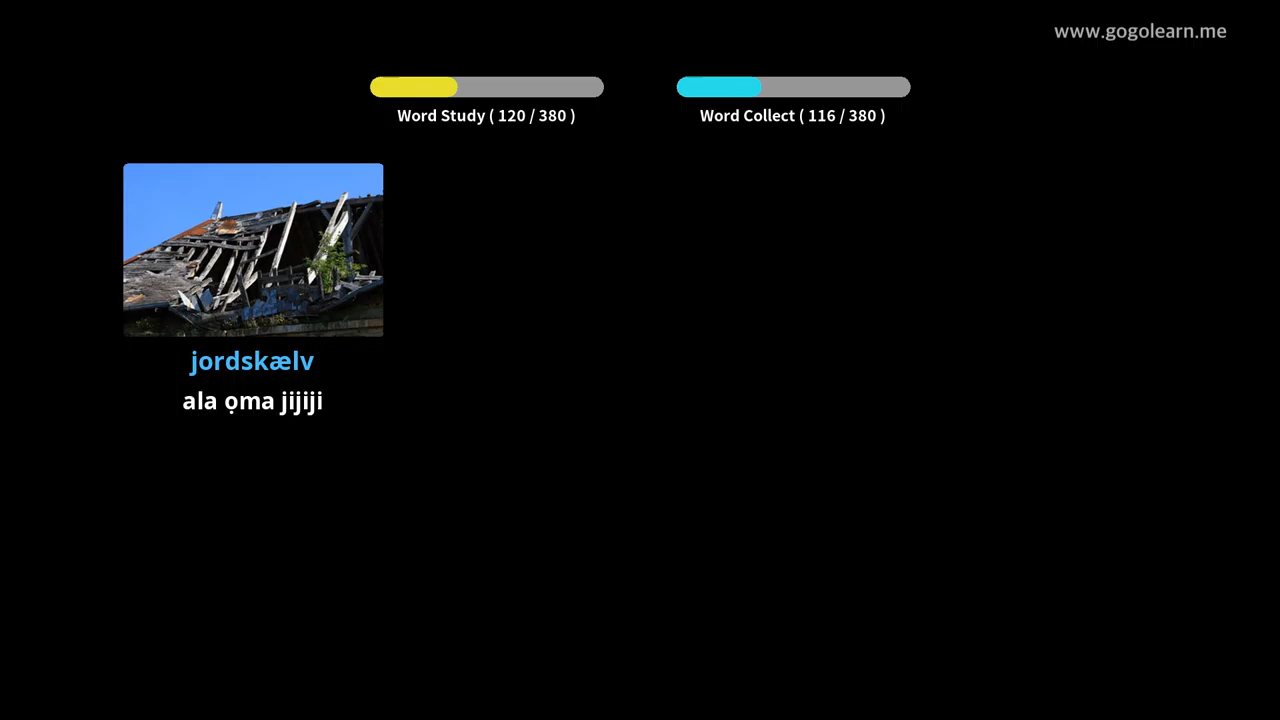 www.gogolearn.me
Word Study ( 120 / 380 )
Word Collect ( 116 / 380 )
jordskælv
ala ọma jijiji